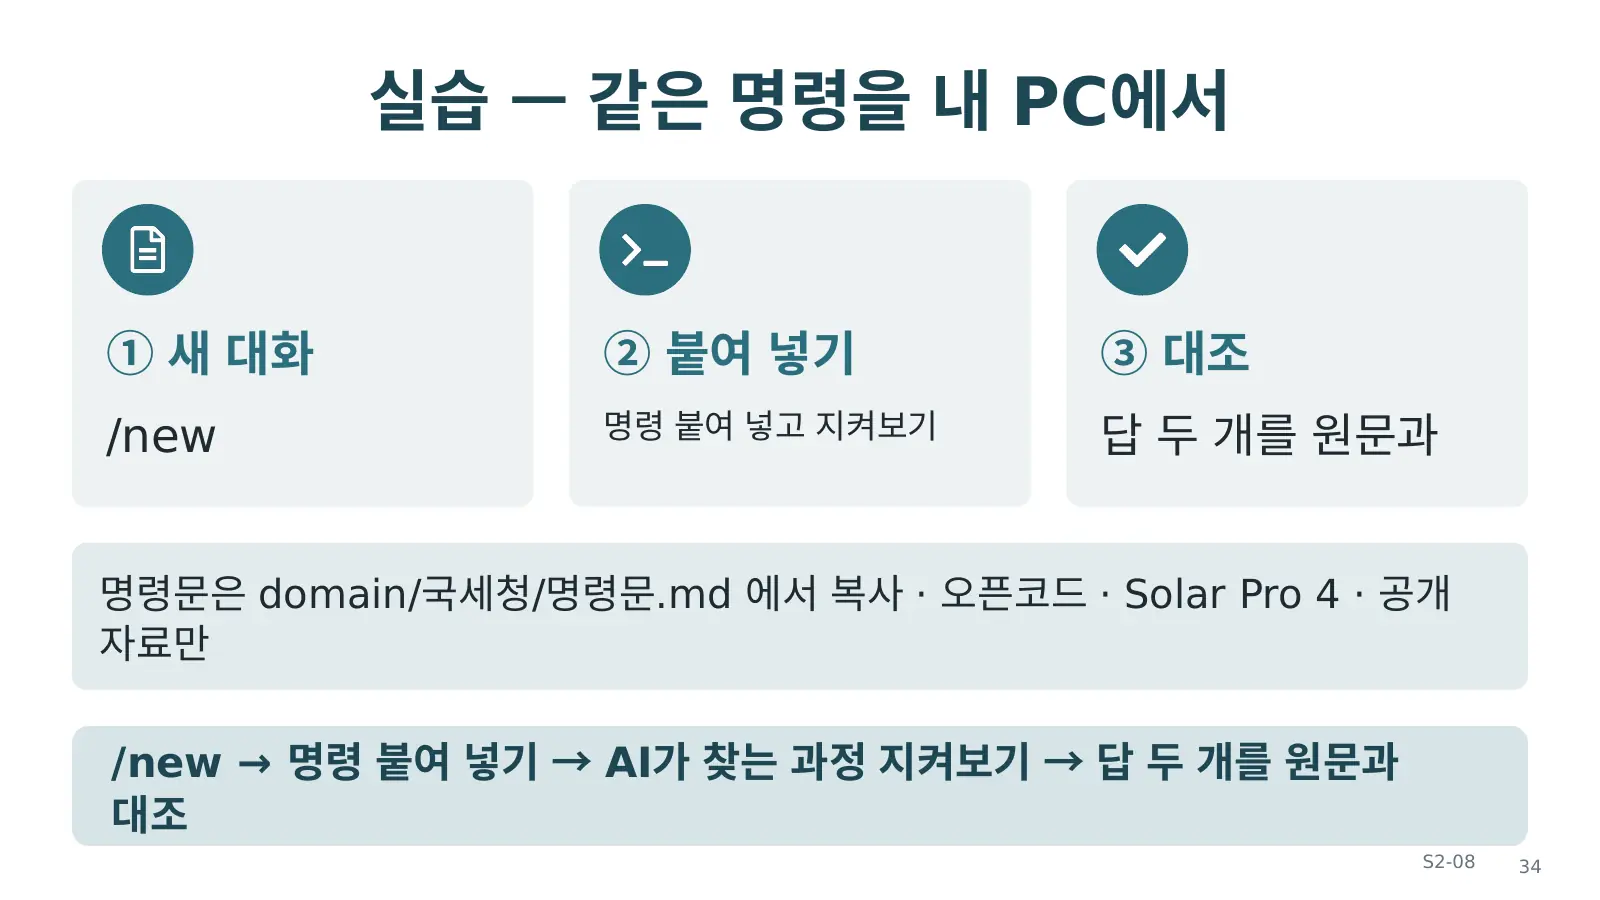 실습 — 같은 명령을 내 PC에서
① 새 대화
/new
② 붙여 넣기
명령 붙여 넣고 지켜보기
③ 대조
답 두 개를 원문과
명령문은 domain/국세청/명령문.md 에서 복사 · 오픈코드 · Solar Pro 4 · 공개
자료만
/new → 명령 붙여 넣기 → AI가 찾는 과정 지켜보기 → 답 두 개를 원문과
대조
S2-08
34